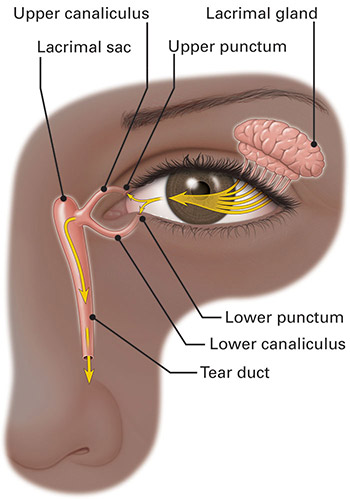 Upper canaliculus
Lacrimal gland
Lacrimal sac
Upper punctum
Lower punctum
Lower canaliculus
Tear duct